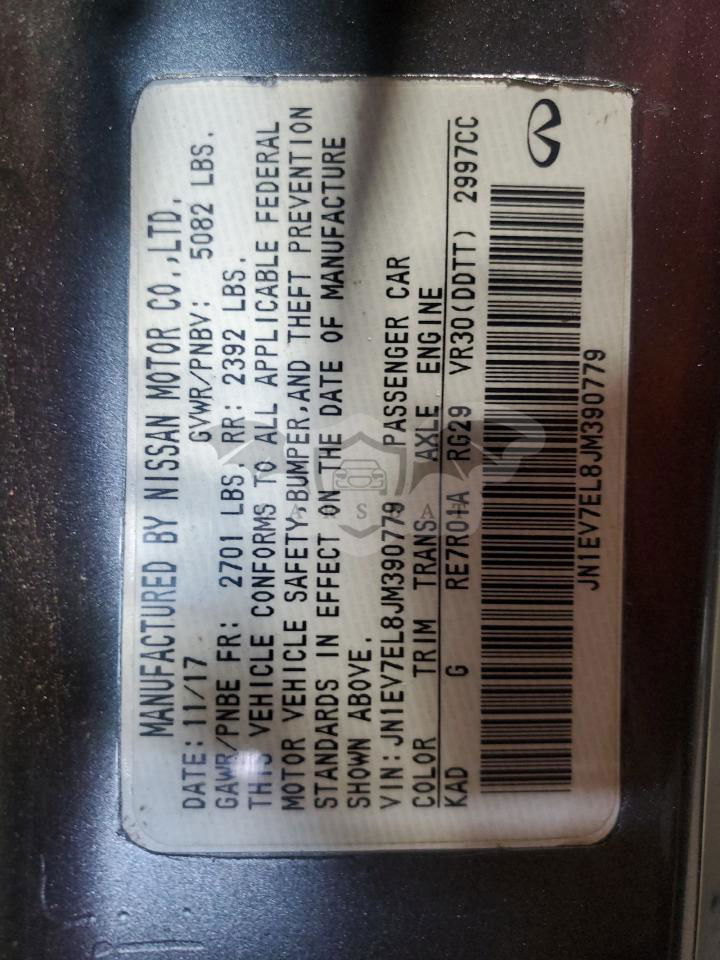 MANUFACTURED BY NISSAN MOTOR CO.,LTD.
DATE: 11/17 GVWR/PNBV: 5082 LBS.
GAWR/PNBE FR: 2701 LBS. RR: 2392 LBS.
THIS VEHICLE CONFORMS TO ALL APPLICABLE FEDERAL
MOTOR VEHICLE SAFETY,BUMPER,AND THEFT PREVENTION
STANDARDS IN EFFECT ON THE DATE OF MANUFACTURE
SHOWN ABOVE.
VIN:JN1EV7EL8JM390779 PASSENGER CAR
COLOR TRIM TRANS. AXLE ENGINE
KAD G RE7R01A RG29 VR30(DDTT) 2997CC
JN1EV7EL8JM390779